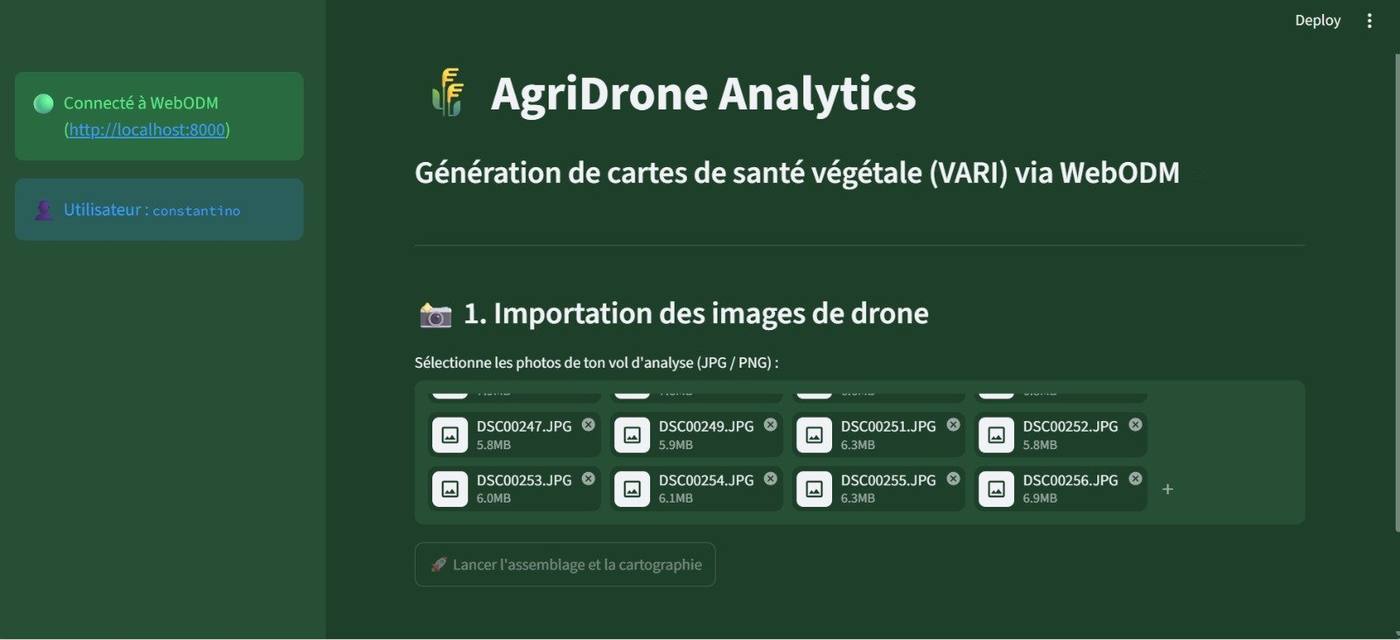 Deploy
Connecté à WebODM
(http://localhost:8000)
Utilisateur : constantino
AgriDrone Analytics
Génération de cartes de santé végétale (VARI) via WebODM
1. Importation des images de drone
Sélectionne les photos de ton vol d'analyse (JPG / PNG) :
DSC00247.JPG DSC00249.JPG DSC00251.JPG DSC00252.JPG
5.8MB 5.9MB 6.3MB 5.8MB
DSC00253.JPG DSC00254.JPG DSC00255.JPG DSC00256.JPG
6.0MB 6.1MB 6.3MB 6.9MB
+
Lancer l'assemblage et la cartographie